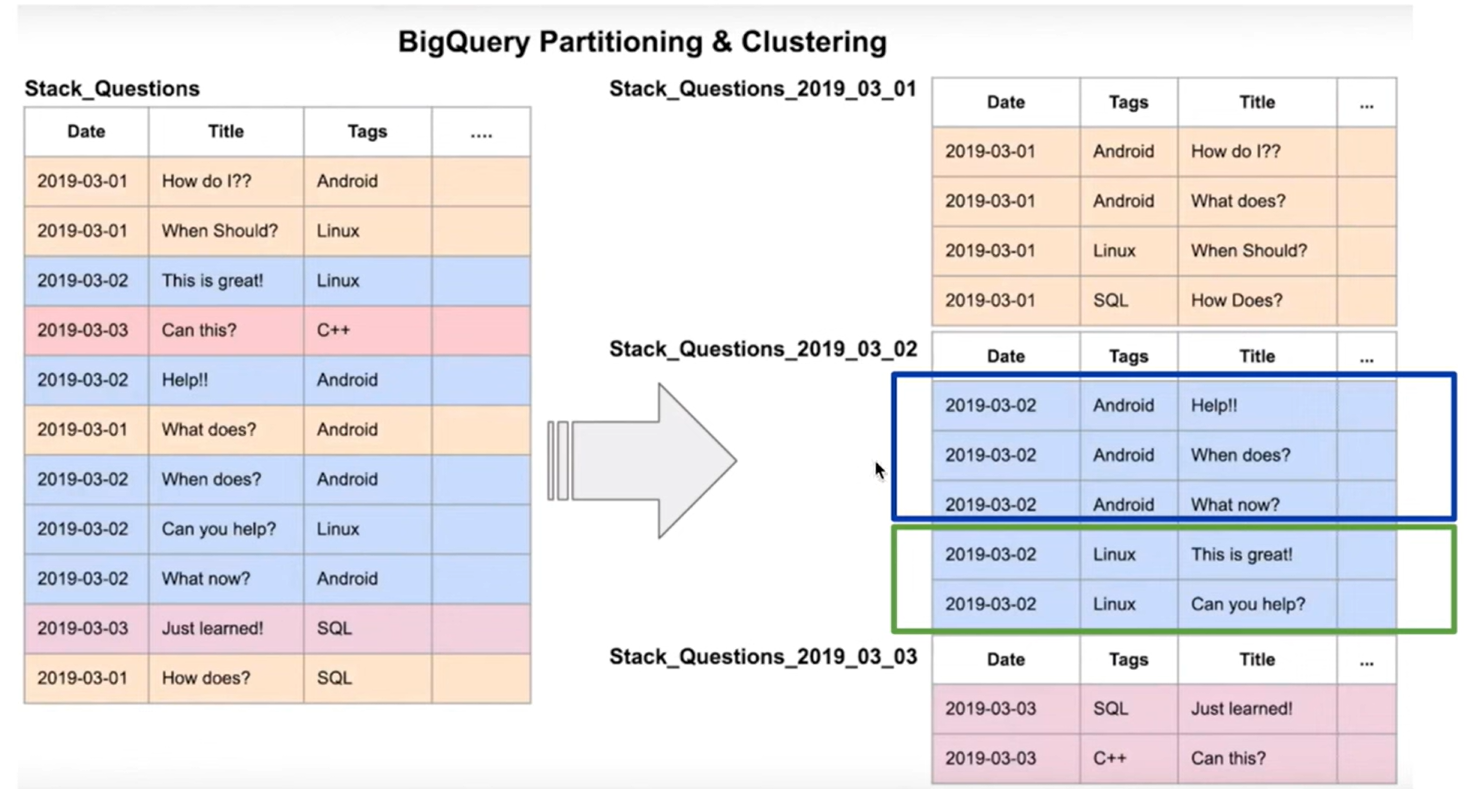 BigQuery Partitioning & Clustering
Stack_Questions
Date Title Tags ....
2019-03-01 How do I?? Android
2019-03-01 When Should? Linux
2019-03-02 This is great! Linux
2019-03-03 Can this? C++
2019-03-02 Help!! Android
2019-03-01 What does? Android
2019-03-02 When does? Android
2019-03-02 Can you help? Linux
2019-03-02 What now? Android
2019-03-03 Just learned! SQL
2019-03-01 How does? SQL
Stack_Questions_2019_03_01
Date Tags Title ...
2019-03-01 Android How do I??
2019-03-01 Android What does?
2019-03-01 Linux When Should?
2019-03-01 SQL How Does?
Stack_Questions_2019_03_02
Date Tags Title ...
2019-03-02 Android Help!!
2019-03-02 Android When does?
2019-03-02 Android What now?
2019-03-02 Linux This is great!
2019-03-02 Linux Can you help?
Stack_Questions_2019_03_03
Date Tags Title ...
2019-03-03 SQL Just learned!
2019-03-03 C++ Can this?